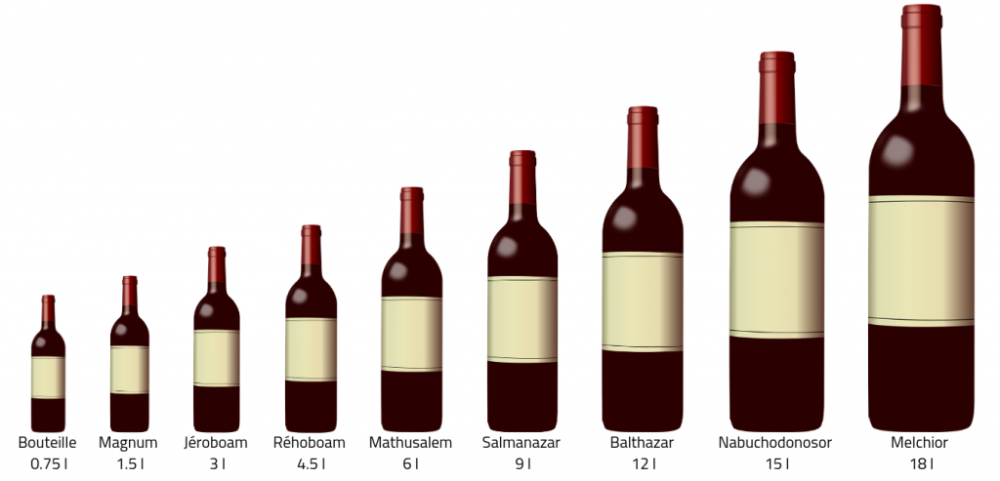 Bouteille Magnum Jéroboam Réhoboam Mathusalem Salmanazar Balthazar Nabuchodonosor Melchior
0.75 l 1.5 l 3 l 4.5 l 6 l 9 l 12 l 15 l 18 l